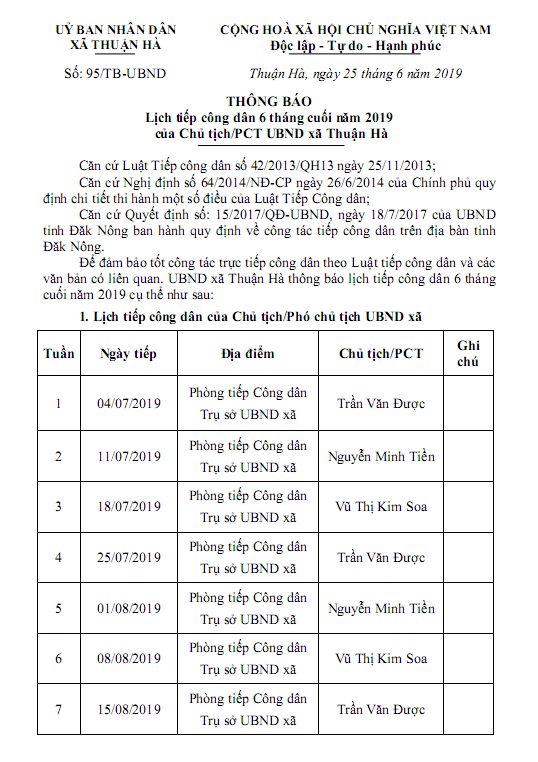 UỶ BAN NHÂN DÂN
XÃ THUẬN HÀ
CỘNG HOÀ XÃ HỘI CHỦ NGHĨA VIỆT NAM
Độc lập - Tự do - Hạnh phúc
Số: 95/TB-UBND
Thuận Hà, ngày 25 tháng 6 năm 2019
THÔNG BÁO
Lịch tiếp công dân 6 tháng cuối năm 2019
của Chủ tịch/PCT UBND xã Thuận Hà
Căn cứ Luật Tiếp công dân số 42/2013/QH13 ngày 25/11/2013;
Căn cứ Nghị định số 64/2014/NĐ-CP ngày 26/6/2014 của Chính phủ quy
định chi tiết thi hành một số điều của Luật Tiếp Công dân;
Căn cứ Quyết định số: 15/2017/QĐ-UBND, ngày 18/7/2017 của UBND
tỉnh Đăk Nông ban hành quy định về công tác tiếp công dân trên địa bàn tỉnh
Đăk Nông.
Để đảm bảo tốt công tác trực tiếp công dân theo Luật tiếp công dân và các
văn bản có liên quan. UBND xã Thuận Hà thông báo lịch tiếp công dân 6 tháng
cuối năm 2019 cụ thể như sau:
1. Lịch tiếp công dân của Chủ tịch/Phó chủ tịch UBND xã
Tuần Ngày tiếp Địa điểm Chủ tịch/PCT Ghi chú
1 04/07/2019 Phòng tiếp Công dân Trụ sở UBND xã Trần Văn Được
2 11/07/2019 Phòng tiếp Công dân Trụ sở UBND xã Nguyễn Minh Tiền
3 18/07/2019 Phòng tiếp Công dân Trụ sở UBND xã Vũ Thị Kim Soa
4 25/07/2019 Phòng tiếp Công dân Trụ sở UBND xã Trần Văn Được
5 01/08/2019 Phòng tiếp Công dân Trụ sở UBND xã Nguyễn Minh Tiền
6 08/08/2019 Phòng tiếp Công dân Trụ sở UBND xã Vũ Thị Kim Soa
7 15/08/2019 Phòng tiếp Công dân Trụ sở UBND xã Trần Văn Được